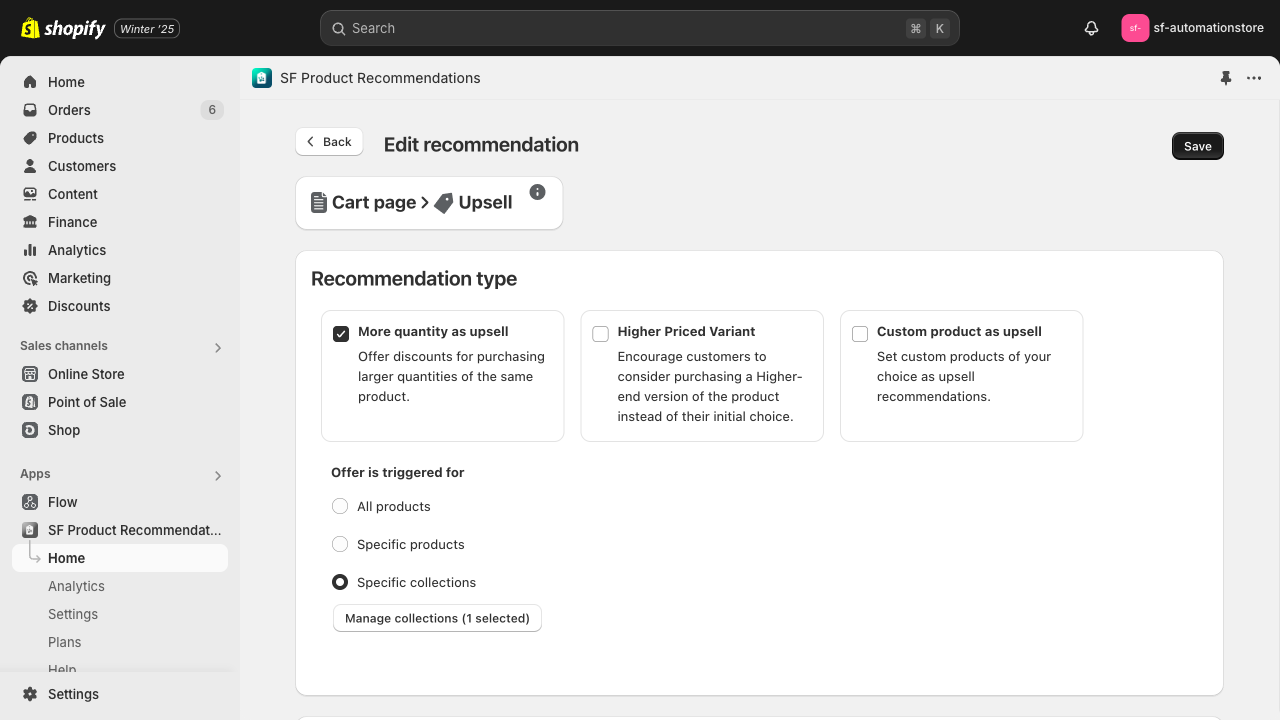 shopify
Winter '25
Search
⌘ K
sf-
sf-automationstore
Home
Orders
6
Products
Customers
Content
Finance
Analytics
Marketing
Discounts
Sales channels
Online Store
Point of Sale
Shop
Apps
Flow
SF Product Recommendat...
Home
Analytics
Settings
Plans
Help
Settings
SF Product Recommendations
Back
Edit recommendation
Save
Cart page > Upsell
Recommendation type
More quantity as upsell
Offer discounts for purchasing
larger quantities of the same
product.
Higher Priced Variant
Encourage customers to
consider purchasing a Higher-
end version of the product
instead of their initial choice.
Custom product as upsell
Set custom products of your
choice as upsell
recommendations.
Offer is triggered for
All products
Specific products
Specific collections
Manage collections (1 selected)